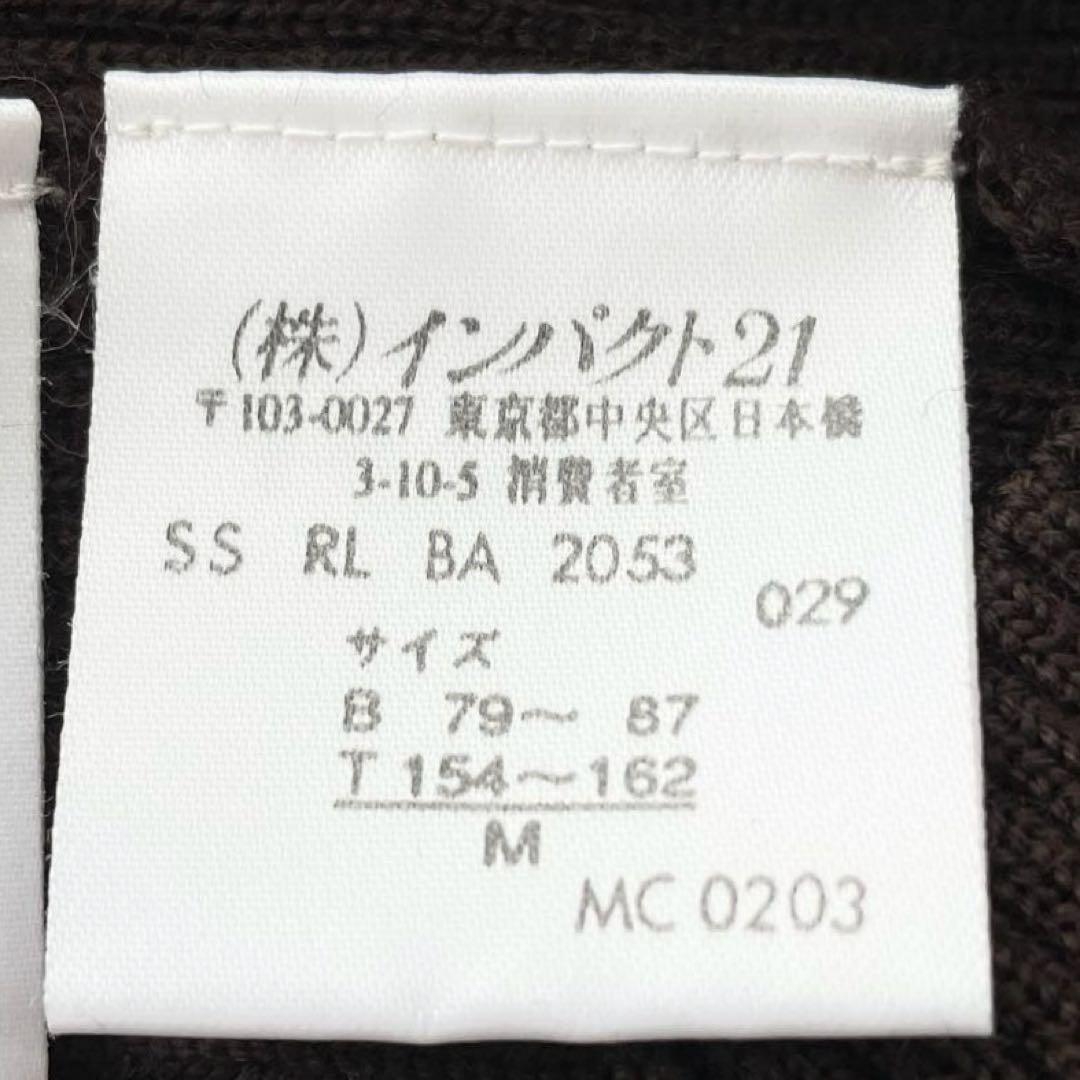 (株)インパクト21
〒103-0027 東京都中央区日本橋
3-10-5 消費者室
SS RL BA 2053
029
サイズ
B 79～ 87
T 154～162
M
MC 0203